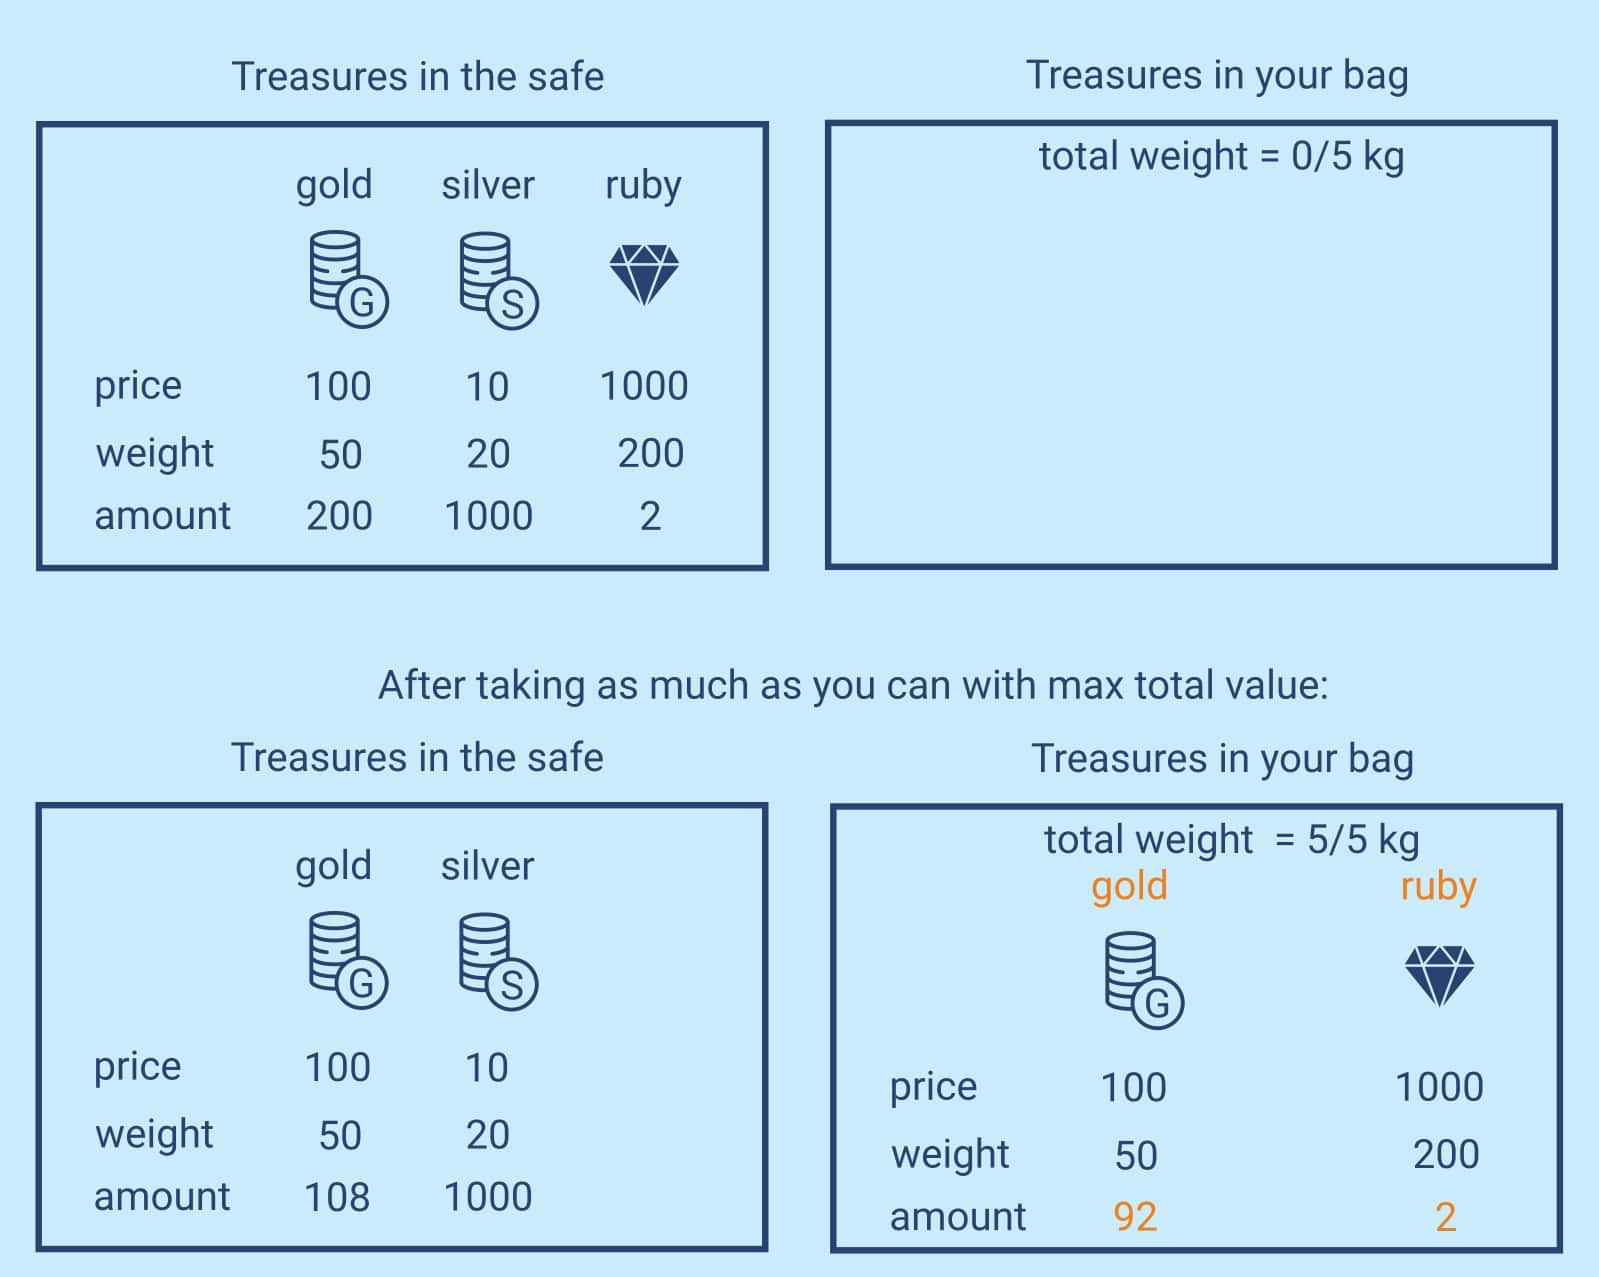 Treasures in the safe
Treasures in your bag
total weight = 0/5 kg
gold silver ruby
G S
price 100 10 1000
weight 50 20 200
amount 200 1000 2
After taking as much as you can with max total value:
Treasures in the safe
Treasures in your bag
gold silver
G S
price 100 10
weight 50 20
amount 108 1000
total weight = 5/5 kg
gold ruby
G
price 100 1000
weight 50 200
amount 92 2